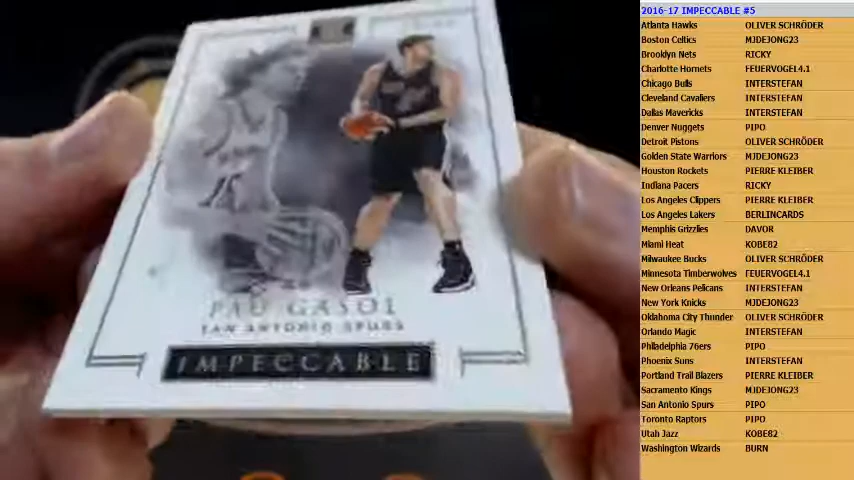 PAU GASOL
SAN ANTONIO SPURS
IMPECCABLE
2016-17 IMPECCABLE #5
Atlanta Hawks OLIVER SCHRÖDER
Boston Celtics MJDEJONG23
Brooklyn Nets RICKY
Charlotte Hornets FEUERVOGEL4.1
Chicago Bulls INTERSTEFAN
Cleveland Cavaliers INTERSTEFAN
Dallas Mavericks INTERSTEFAN
Denver Nuggets PIPO
Detroit Pistons OLIVER SCHRÖDER
Golden State Warriors MJDEJONG23
Houston Rockets PIERRE KLEIBER
Indiana Pacers RICKY
Los Angeles Clippers PIERRE KLEIBER
Los Angeles Lakers BERLINCARDS
Memphis Grizzlies DAVOR
Miami Heat KOBE82
Milwaukee Bucks OLIVER SCHRÖDER
Minnesota Timberwolves FEUERVOGEL4.1
New Orleans Pelicans INTERSTEFAN
New York Knicks MJDEJONG23
Oklahoma City Thunder OLIVER SCHRÖDER
Orlando Magic INTERSTEFAN
Philadelphia 76ers PIPO
Phoenix Suns INTERSTEFAN
Portland Trail Blazers PIERRE KLEIBER
Sacramento Kings MJDEJONG23
San Antonio Spurs PIPO
Toronto Raptors PIPO
Utah Jazz KOBE82
Washington Wizards BURN